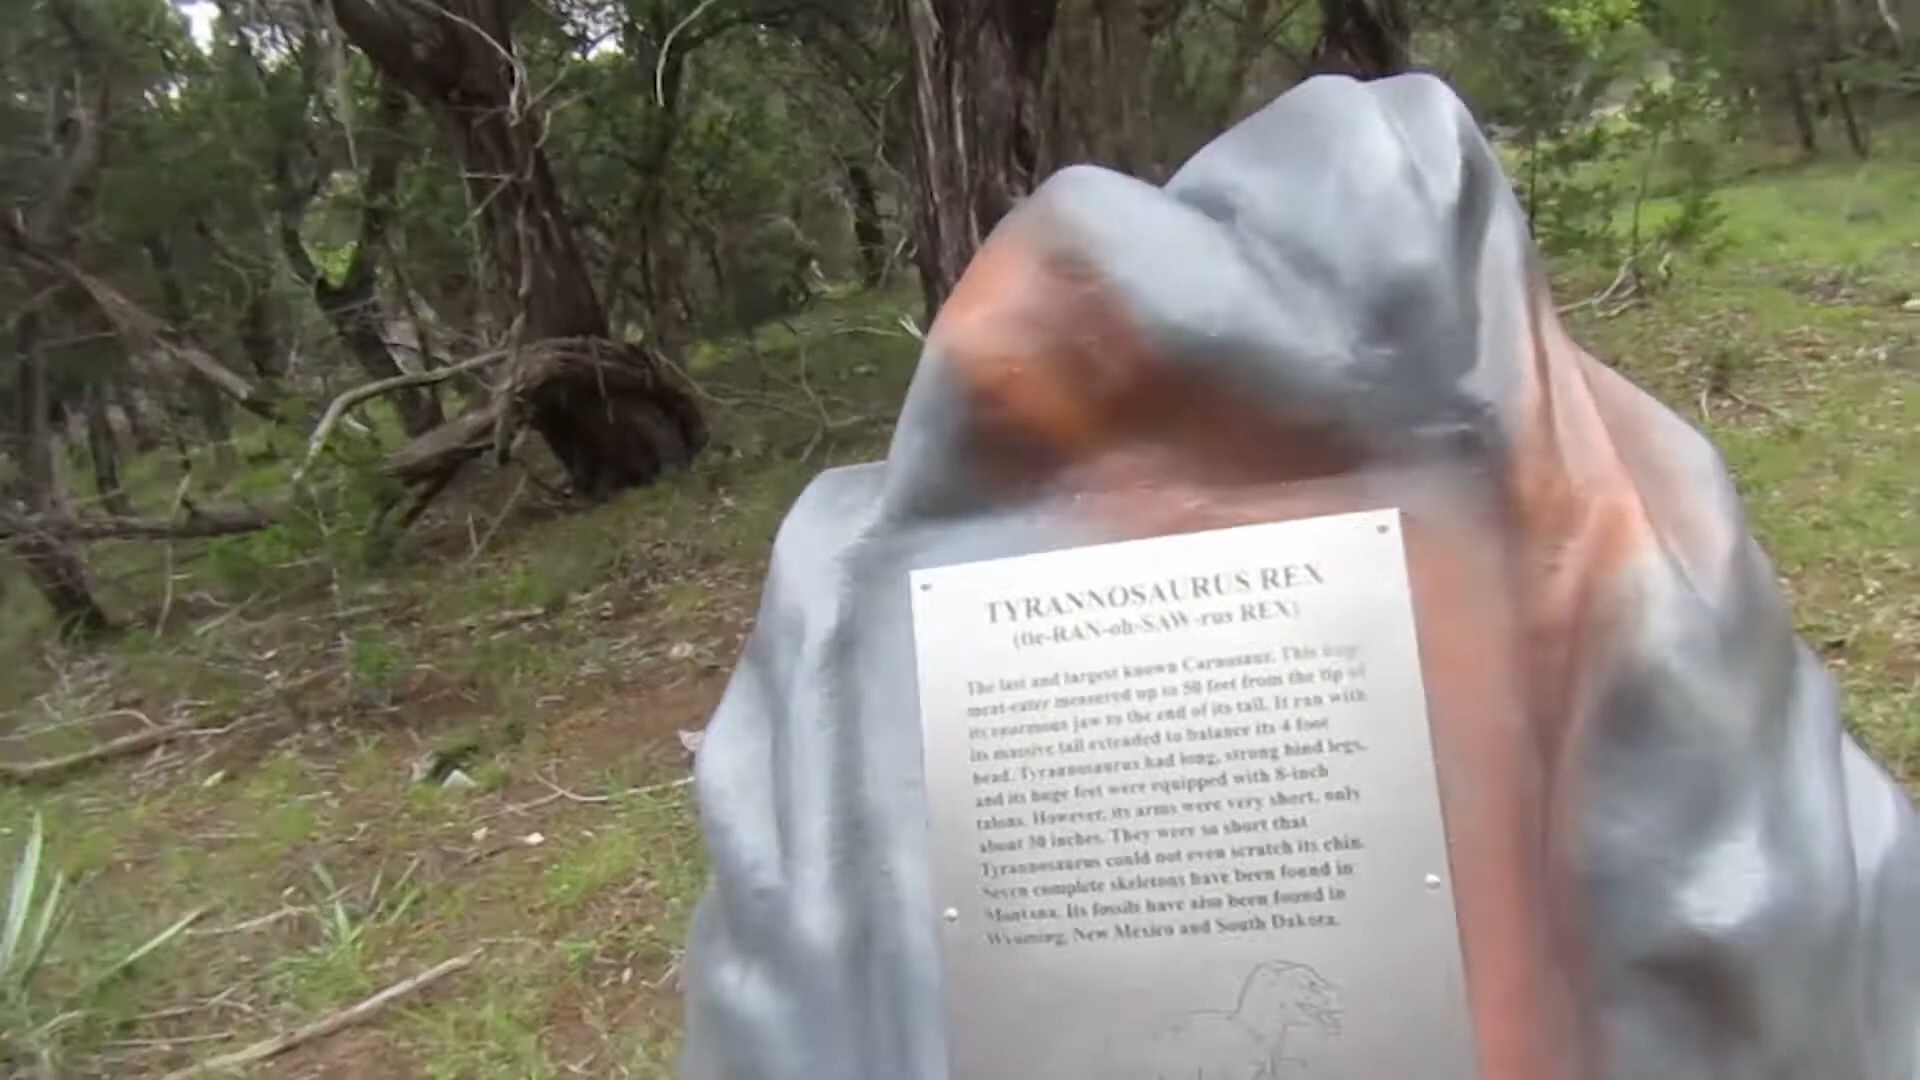 TYRANNOSAURUS REX
(tie-RAN-oh-SAW-rus REX)
The last and largest known Carnosaur. This huge
meat-eater measured up to 50 feet from the tip of
its enormous jaw to the end of its tail. It ran with
its massive tail extended to balance its 4 foot
head. Tyrannosaurus had long, strong hind legs,
and its huge feet were equipped with 8-inch
talons. However, its arms were very short, only
about 30 inches. They were so short that
Tyrannosaurus could not even scratch its chin.
Seven complete skeletons have been found in
Montana. Its fossils have also been found in
Wyoming, New Mexico and South Dakota.